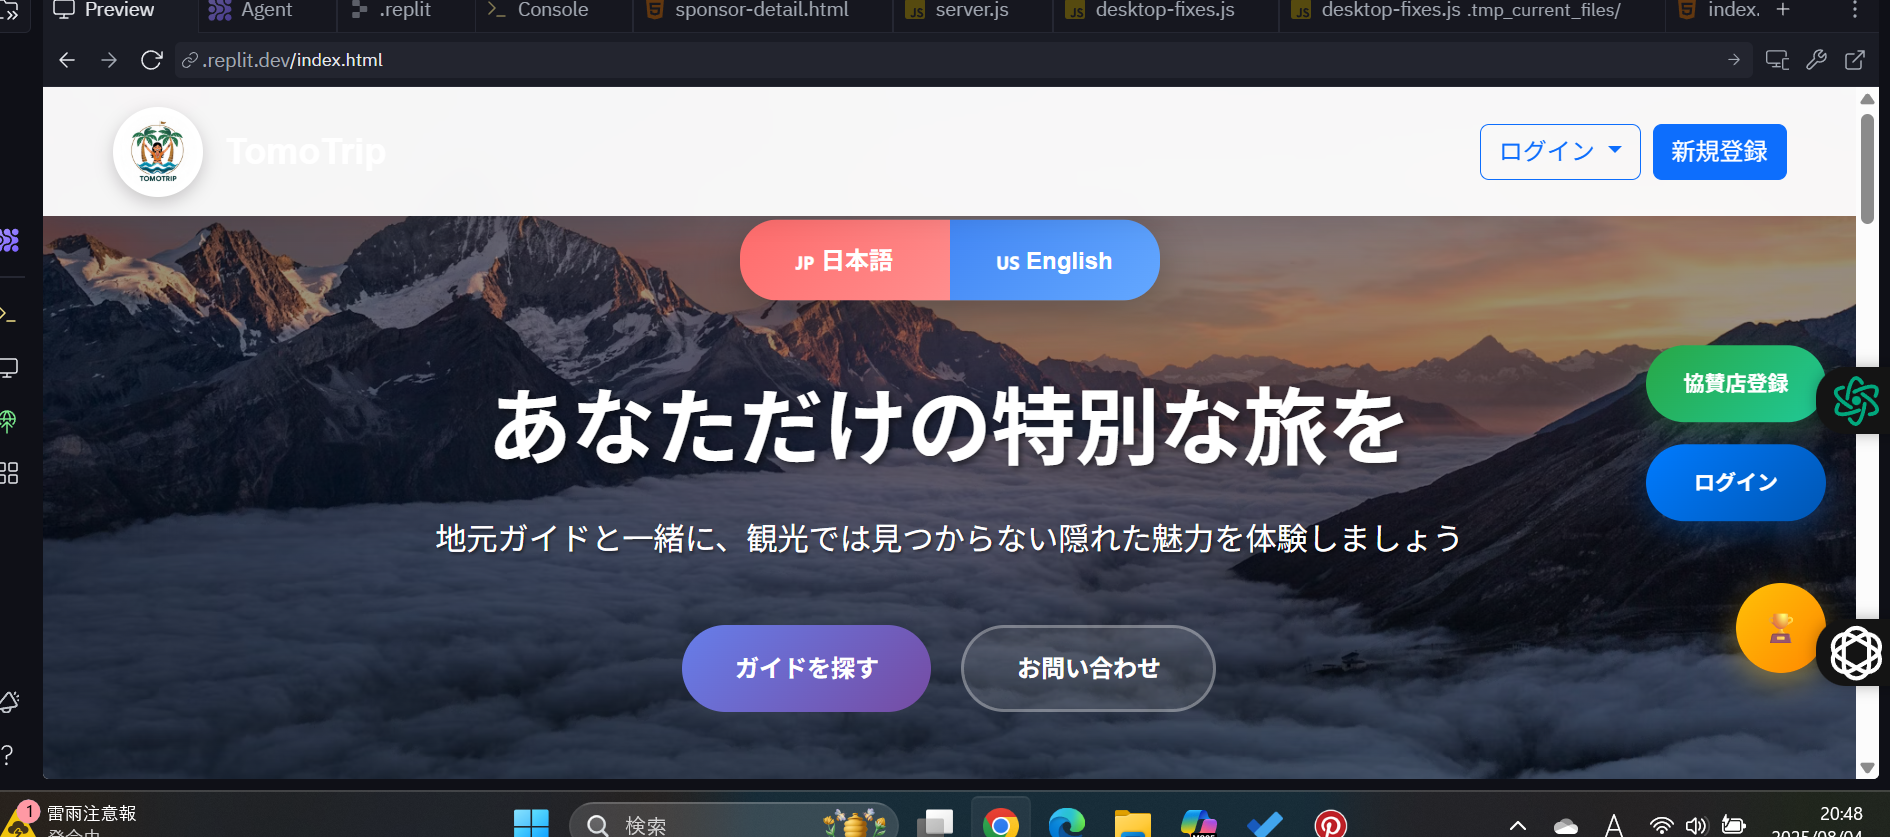 Preview
Agent
.replit
Console
sponsor-detail.html
server.js
desktop-fixes.js
desktop-fixes.js .tmp_current_files/
index.
.replit.dev/index.html
TOMOTRIP
TomoTrip
ログイン
新規登録
JP 日本語
US English
あなただけの特別な旅を
地元ガイドと一緒に、観光では見つからない隠れた魅力を体験しましょう
協賛店登録
ログイン
ガイドを探す
お問い合わせ
1
雷雨注意報
発令中
検索
A
20:48
2025/08/04